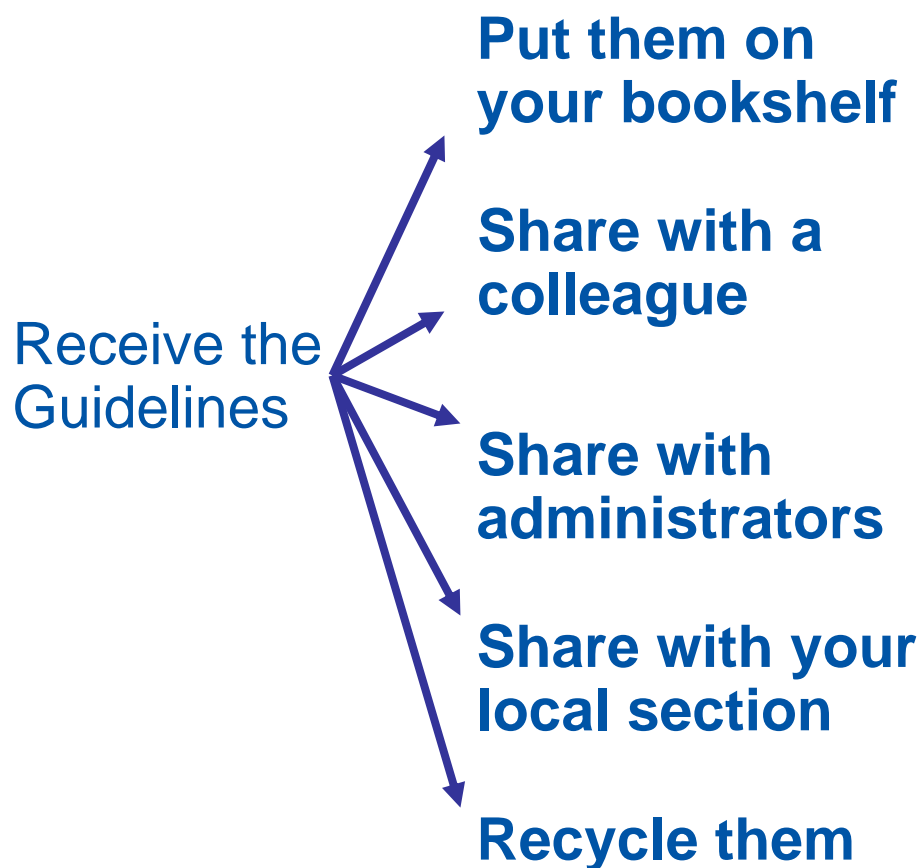 Put them on
your bookshelf
Share with a
colleague
Receive the
Guidelines
Share with
administrators
Share with your
local section
Recycle them